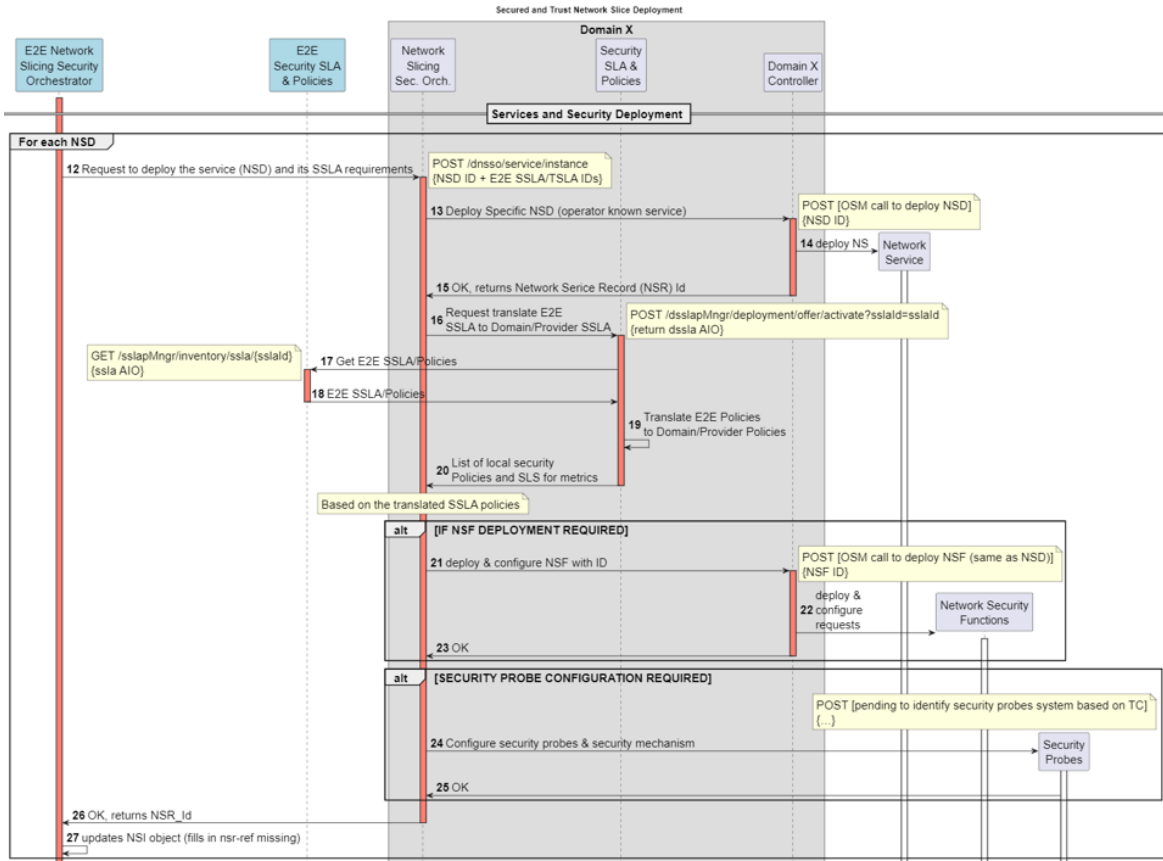 Secured and Trust Network Slice Deployment
Domain X
E2E Network
Slicing Security
Orchestrator
E2E
Security SLA
& Policies
Network
Slicing
Sec. Orch.
Security
SLA &
Policies
Domain X
Controller
Services and Security Deployment
For each NSD
12 Request to deploy the service (NSD) and its SSLA requirements
POST /dnsso/service/instance
{NSD ID + E2E SSLA/TSLA IDs}
13 Deploy Specific NSD (operator known service)
POST [OSM call to deploy NSD]
{NSD ID}
14 deploy NS
Network
Service
15 OK, returns Network Serice Record (NSR) Id
16 Request translate E2E
SSLA to Domain/Provider SSLA
POST /dsslapMngr/deployment/offer/activate?sslaId=sslaId
{return dssla AIO}
GET /sslapMngr/inventory/ssla/{sslaId}
{ssla AIO}
17 Get E2E SSLA/Policies
18 E2E SSLA/Policies
19 Translate E2E Policies
to Domain/Provider Policies
20 List of local security
Policies and SLS for metrics
Based on the translated SSLA policies
alt [IF NSF DEPLOYMENT REQUIRED]
21 deploy & configure NSF with ID
POST [OSM call to deploy NSF (same as NSD)]
{NSF ID}
22 deploy &
configure
requests
Network Security
Functions
23 OK
alt [SECURITY PROBE CONFIGURATION REQUIRED]
POST [pending to identify security probes system based on TC]
{...}
24 Configure security probes & security mechanism
Security
Probes
25 OK
26 OK, returns NSR_Id
27 updates NSI object (fills in nsr-ref missing)